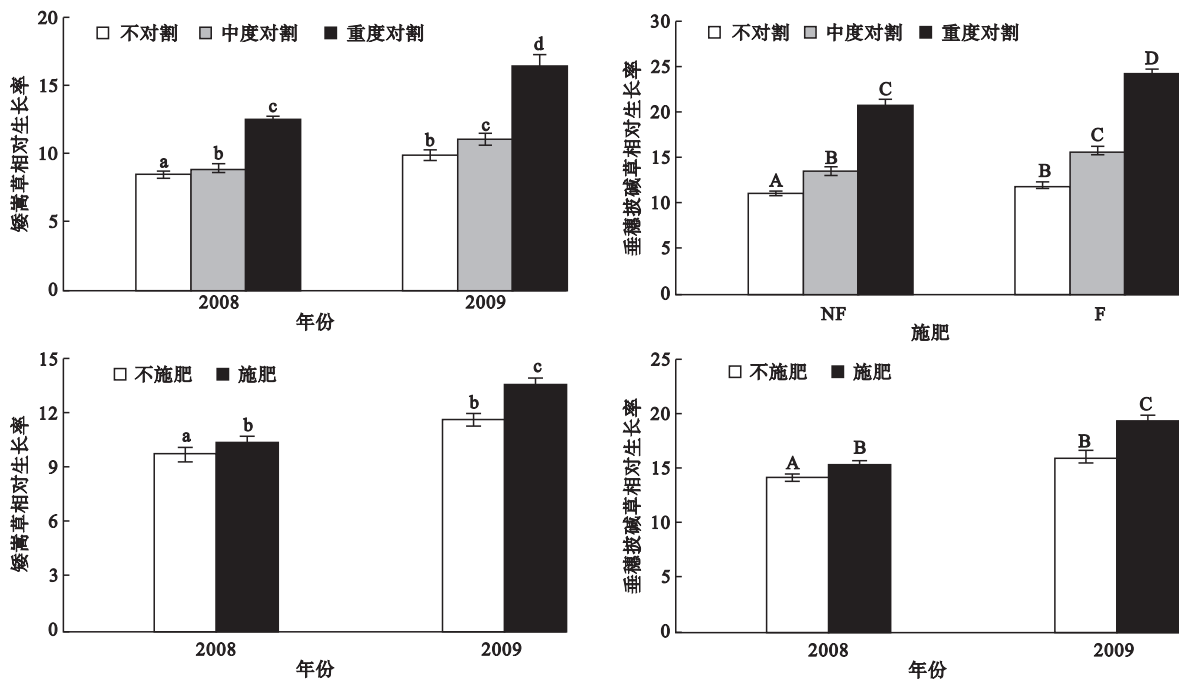 矮嵩草相对生长率
20
15
10
5
0
不对割 中度对割 重度对割
a b c b c d
2008 2009
年份
垂穗披碱草相对生长率
30
25
20
15
10
5
0
不对割 中度对割 重度对割
A B C B C D
NF F
施肥
矮嵩草相对生长率
15
12
9
6
3
0
不施肥 施肥
a b b c
2008 2009
年份
垂穗披碱草相对生长率
25
20
15
10
5
0
不施肥 施肥
A B B C
2008 2009
年份